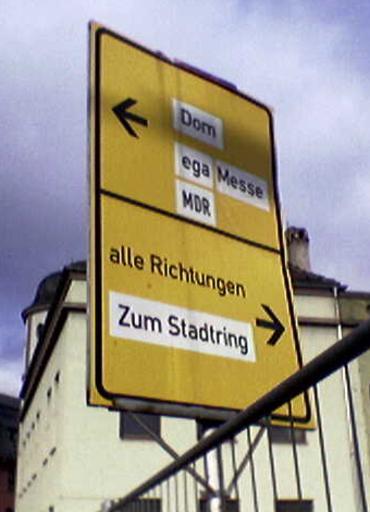 Dom
ega Messe
MDR
alle Richtungen
Zum Stadtring